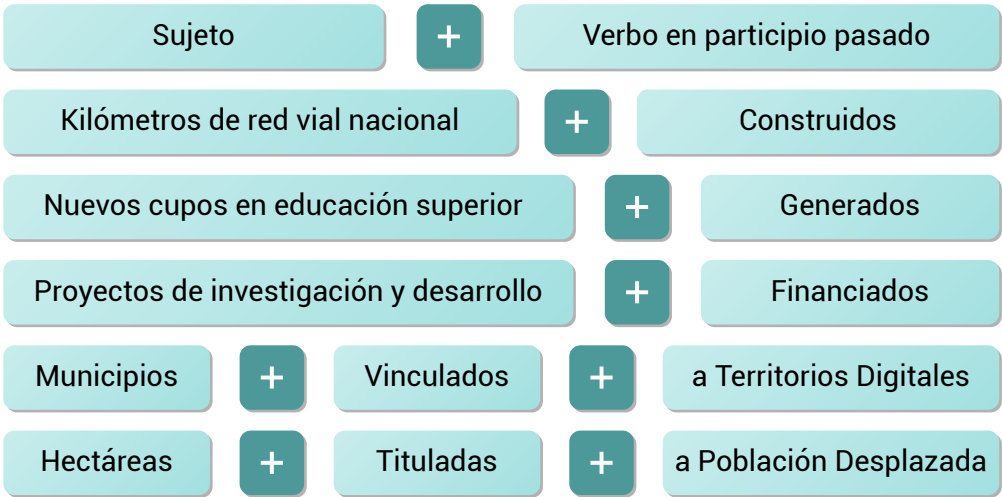 Sujeto + Verbo en participio pasado
Kilómetros de red vial nacional + Construidos
Nuevos cupos en educación superior + Generados
Proyectos de investigación y desarrollo + Financiados
Municipios + Vinculados + a Territorios Digitales
Hectáreas + Tituladas + a Población Desplazada